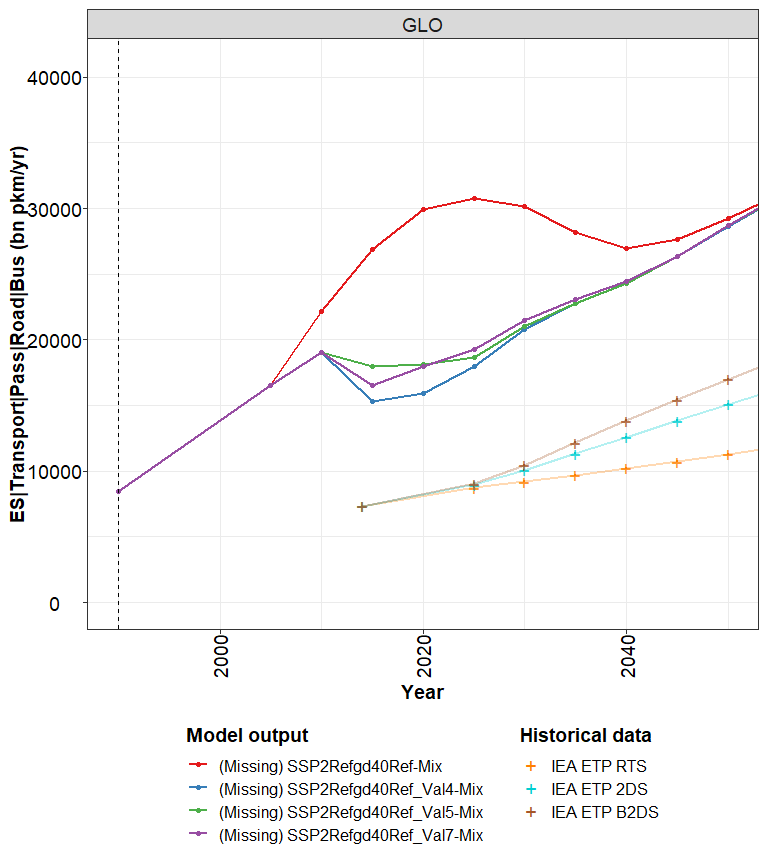 GLO
ES|Transport|Pass|Road|Bus (bn pkm/yr)
40000
30000
20000
10000
0
2000
2020
2040
Year
Model output
(Missing) SSP2Refgd40Ref-Mix
(Missing) SSP2Refgd40Ref_Val4-Mix
(Missing) SSP2Refgd40Ref_Val5-Mix
(Missing) SSP2Refgd40Ref_Val7-Mix
Historical data
IEA ETP RTS
IEA ETP 2DS
IEA ETP B2DS